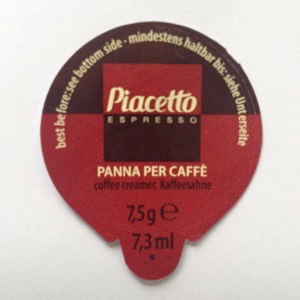 best before: see bottom side - mindestens haltbar bis: siehe Unterseite
Piacetto
ESPRESSO
PANNA PER CAFFÈ
coffee creamer, Kaffeesahne
7,5g ℮
7,3 ml